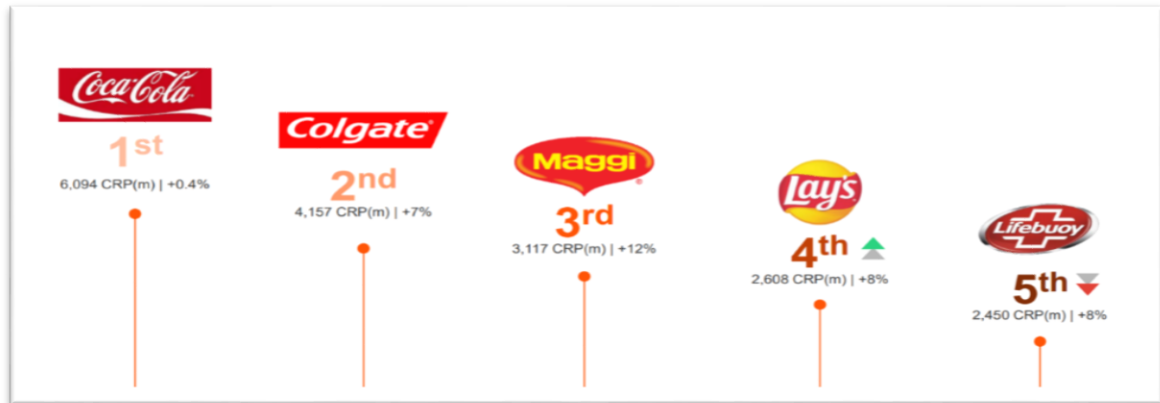 Coca-Cola
1st
6,094 CRP(m) | +0.4%
Colgate®
2nd
4,157 CRP(m) | +7%
Maggi®
3rd
3,117 CRP(m) | +12%
Lay's
4th
2,608 CRP(m) | +8%
Lifebuoy
5th
2,450 CRP(m) | +8%